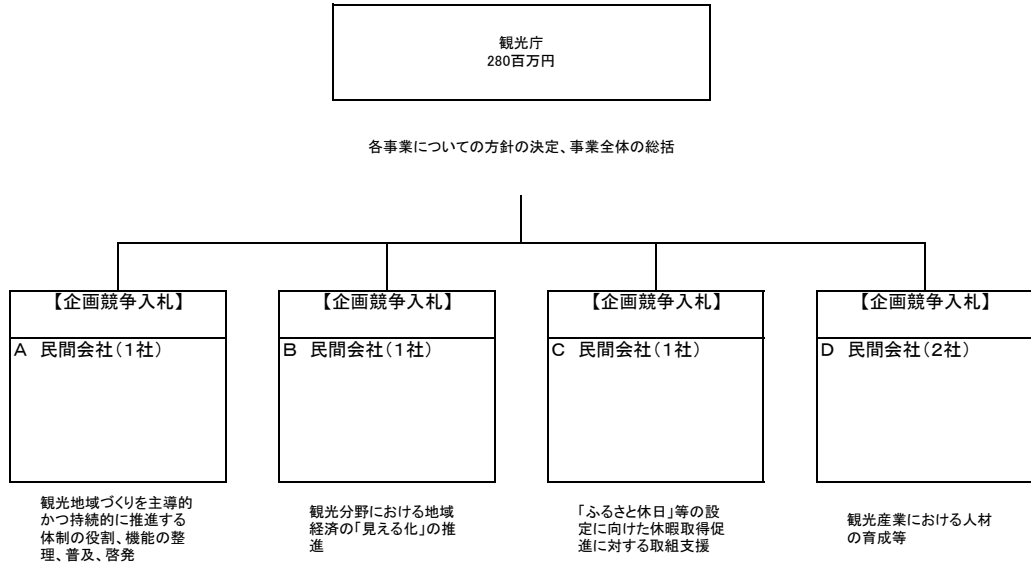 観光庁
280百万円
各事業についての方針の決定、事業全体の総括
【企画競争入札】
A 民間会社（1社）
観光地域づくりを主導的
かつ持続的に推進する
体制の役割、機能の整
理、普及、啓発
【企画競争入札】
B 民間会社（1社）
観光分野における地域
経済の「見える化」の推
進
【企画競争入札】
C 民間会社（1社）
「ふるさと休日」等の設
定に向けた休暇取得促
進に対する取組支援
【企画競争入札】
D 民間会社（2社）
観光産業における人材
の育成等